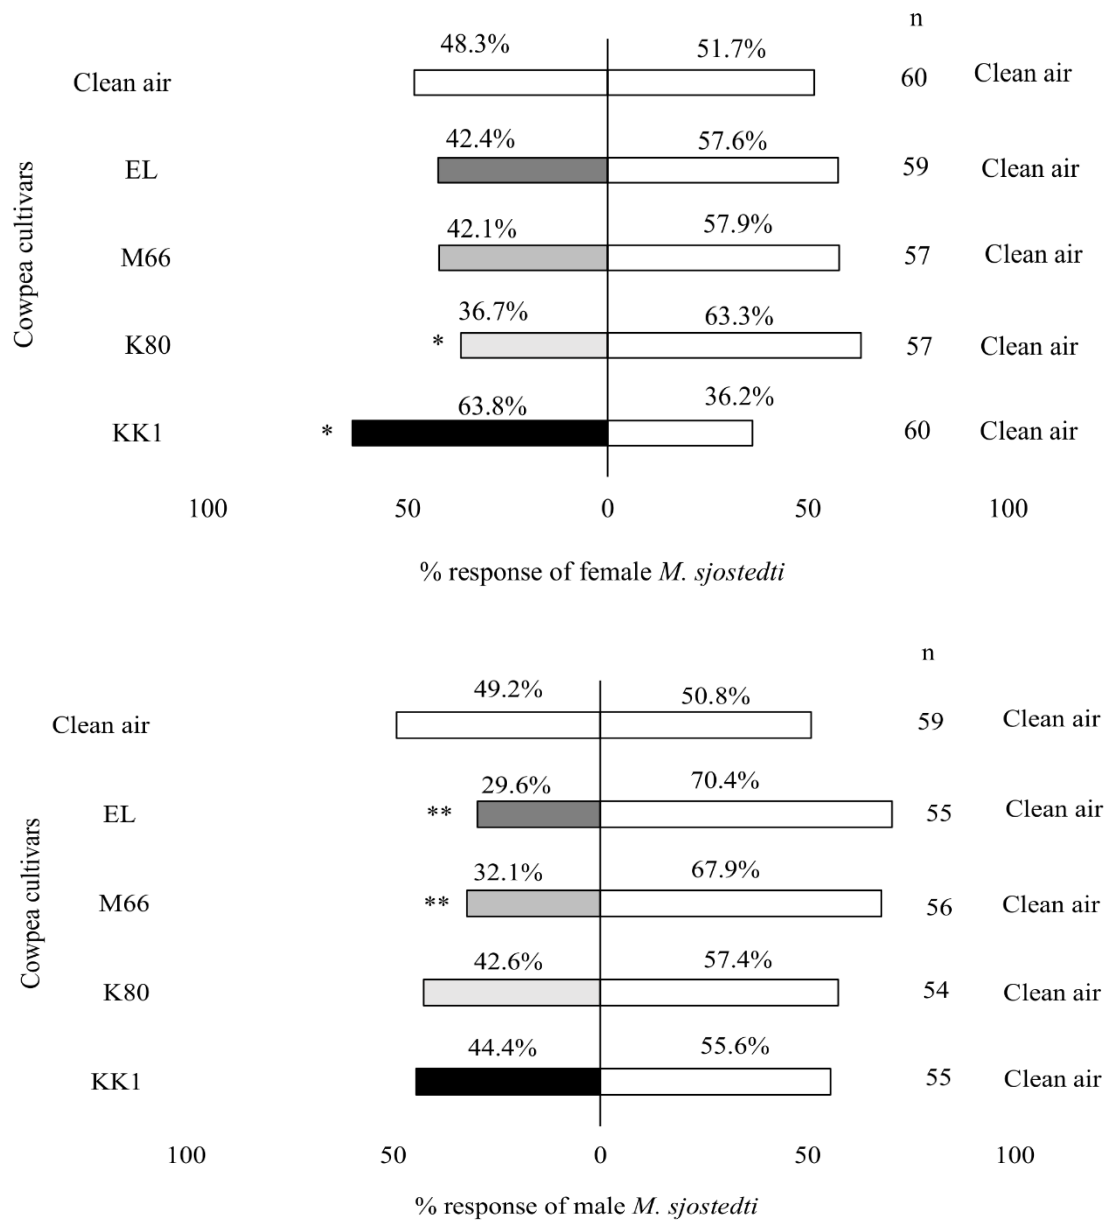 n
48.3% 51.7%
Clean air 60 Clean air
42.4% 57.6%
EL 59 Clean air
42.1% 57.9%
M66 57 Clean air
36.7% 63.3%
K80 * 57 Clean air
63.8% 36.2%
KK1 * 60 Clean air
Cowpea cultivars
100 50 0 50 100
% response of female M. sjostedti
n
49.2% 50.8%
Clean air 59 Clean air
29.6% 70.4%
EL ** 55 Clean air
32.1% 67.9%
M66 ** 56 Clean air
42.6% 57.4%
K80 54 Clean air
44.4% 55.6%
KK1 55 Clean air
Cowpea cultivars
100 50 0 50 100
% response of male M. sjostedti